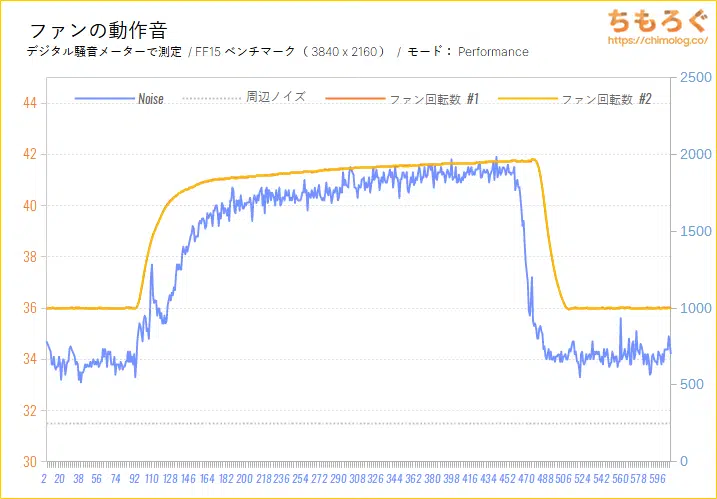 ファンの動作音
ちもろぐ
https://chimolog.co/
デジタル騒音メーターで測定 / FF15 ベンチマーク ( 3840 x 2160 ) / モード: Performance
Noise 周辺ノイズ ファン回転数 #1 ファン回転数 #2
44 42 40 38 36 34 32 30
2500 2000 1500 1000 500 0
2 20 38 56 74 92 110 128 146 164 182 200 218 236 254 272 290 308 326 344 362 380 398 416 434 452 470 488 506 524 542 560 578 596